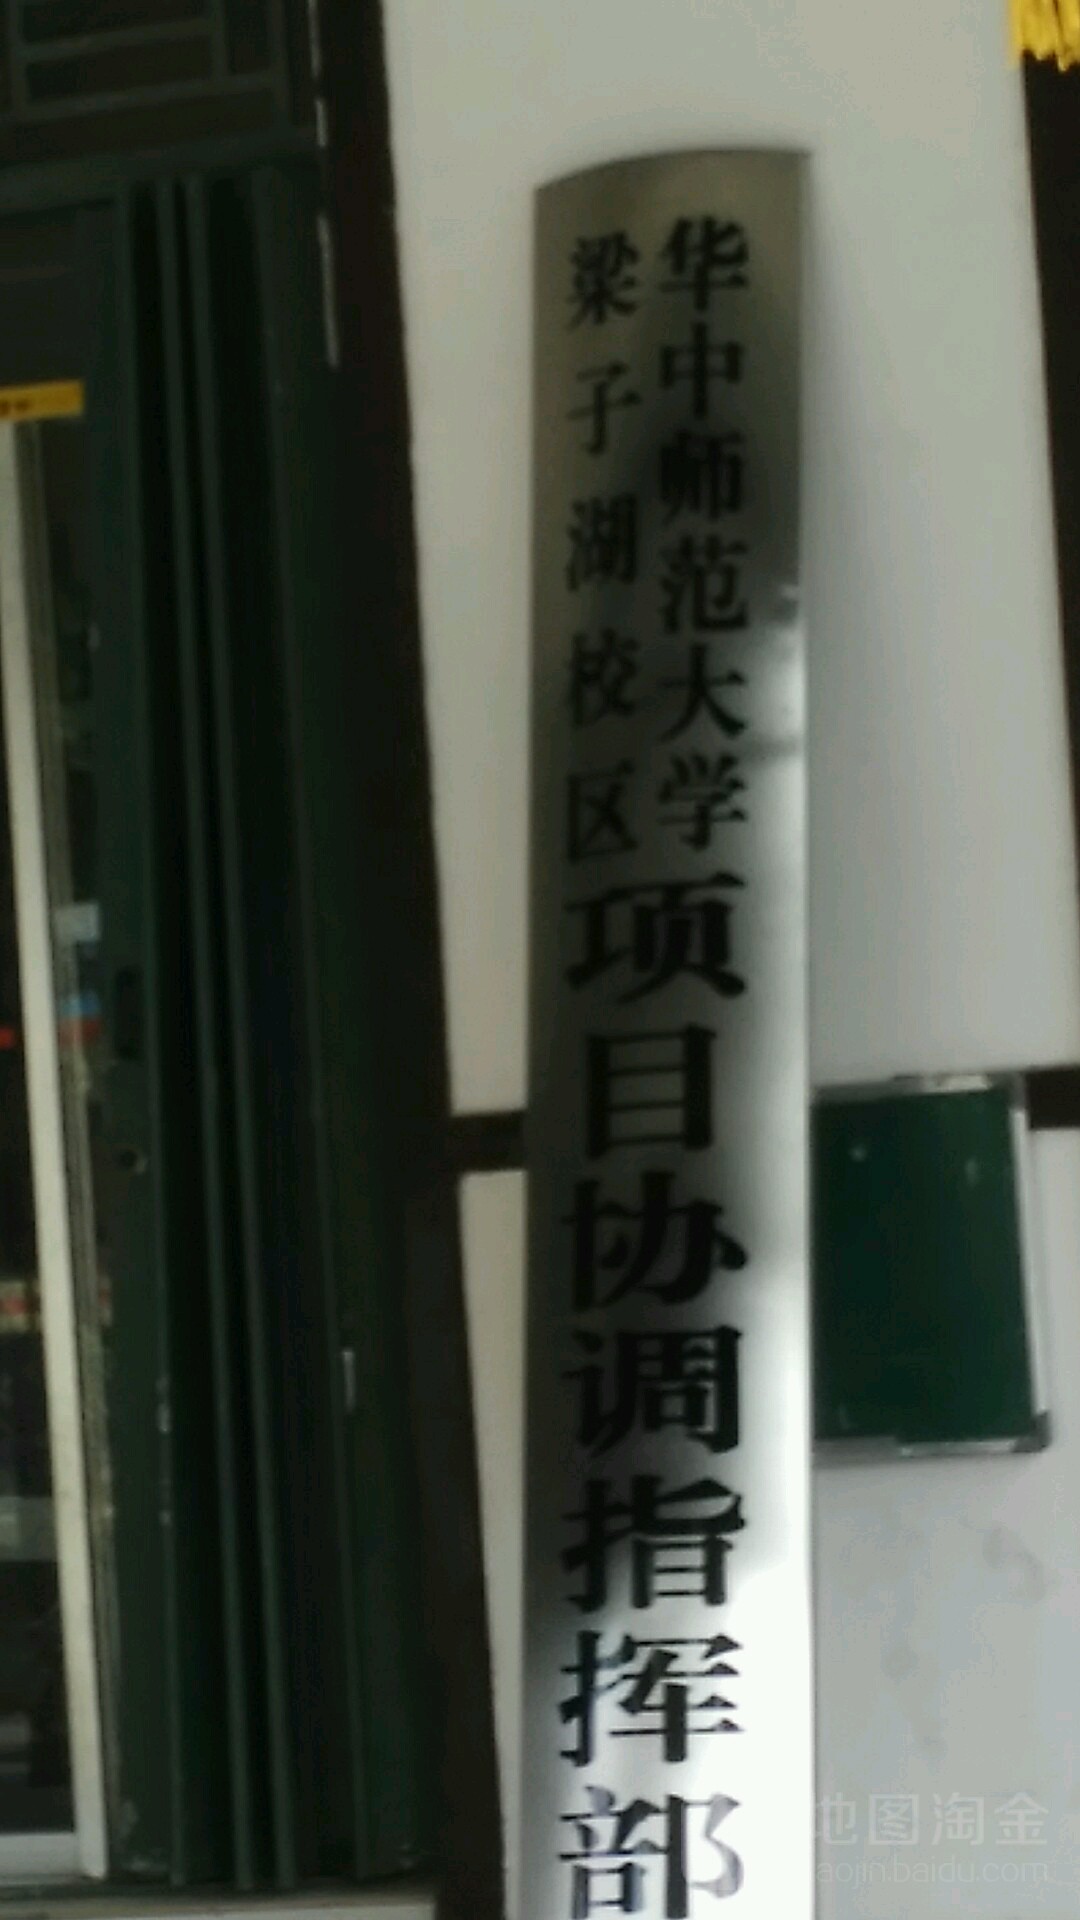 华中师范大学
梁子湖校区
项目协调指挥部
地图淘金
aojin.baidu.com